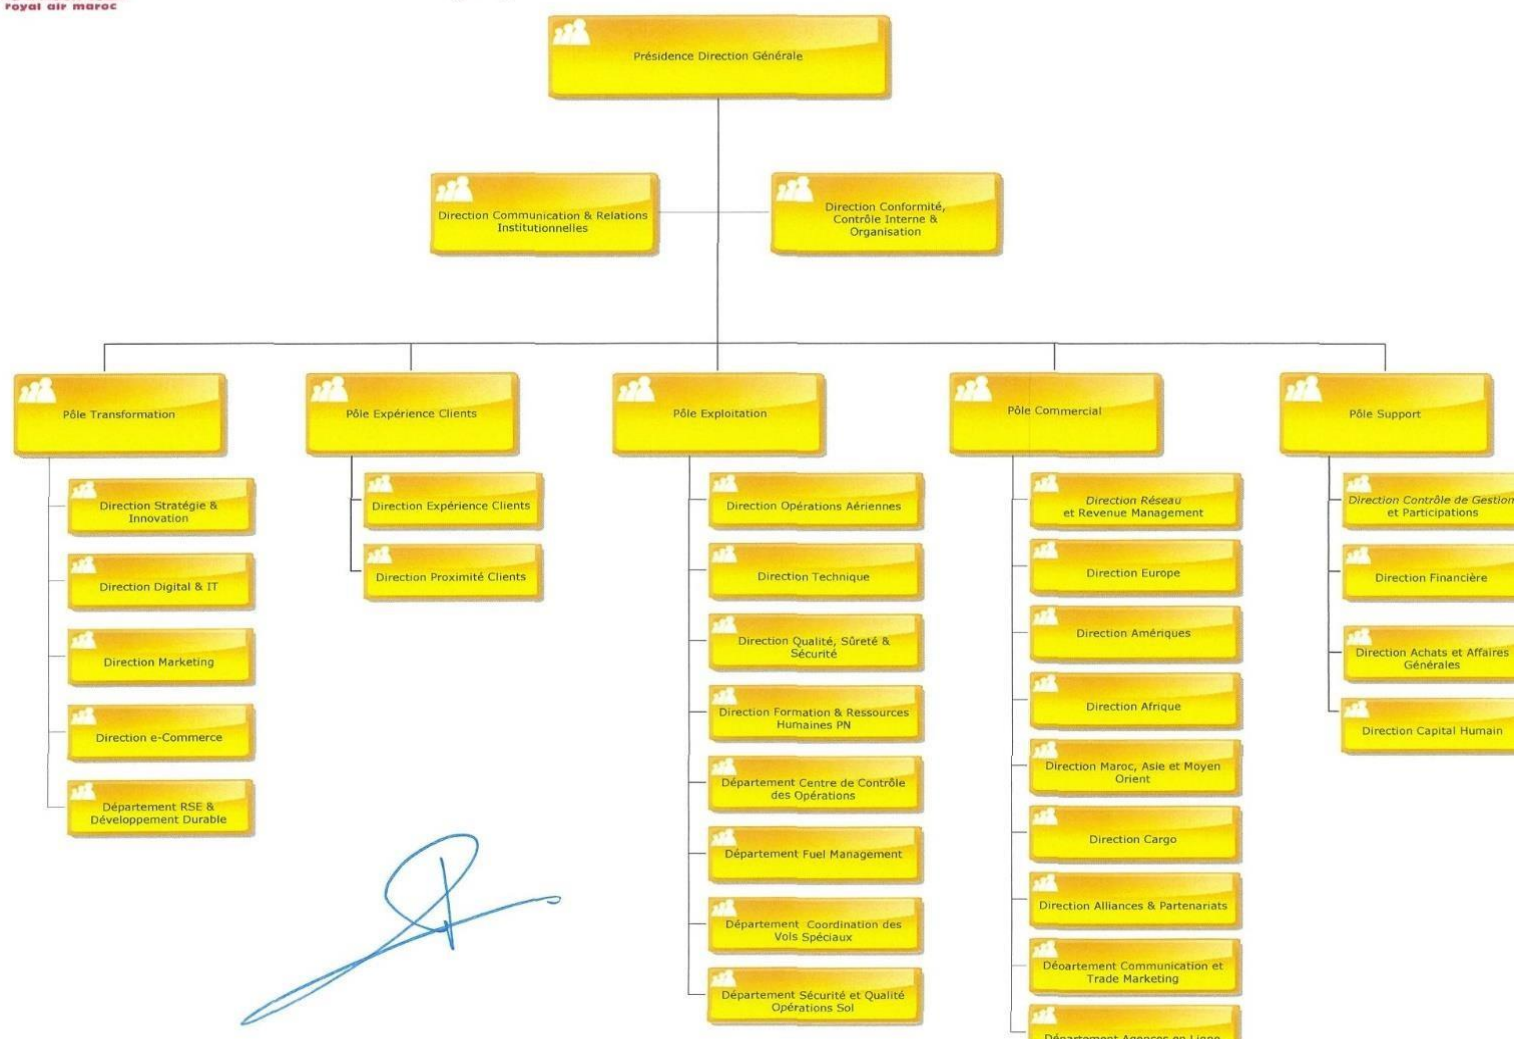 royal air maroc
Présidence Direction Générale
Direction Communication & Relations
Institutionnelles
Direction Conformité,
Contrôle Interne &
Organisation
Pôle Transformation
Pôle Expérience Clients
Pôle Exploitation
Pôle Commercial
Pôle Support
Direction Stratégie &
Innovation
Direction Digital & IT
Direction Marketing
Direction e-Commerce
Département RSE &
Développement Durable
Direction Expérience Clients
Direction Proximité Clients
Direction Opérations Aériennes
Direction Technique
Direction Qualité, Sûreté &
Sécurité
Direction Formation & Ressources
Humaines PN
Département Centre de Contrôle
des Opérations
Département Fuel Management
Département Coordination des
Vols Spéciaux
Département Sécurité et Qualité
Opérations Sol
Direction Réseau
et Revenue Management
Direction Europe
Direction Amériques
Direction Afrique
Direction Maroc, Asie et Moyen
Orient
Direction Cargo
Direction Alliances & Partenariats
Déoartement Communication et
Trade Marketing
Département Agences en Ligne
Direction Contrôle de Gestion
et Participations
Direction Financière
Direction Achats et Affaires
Générales
Direction Capital Humain